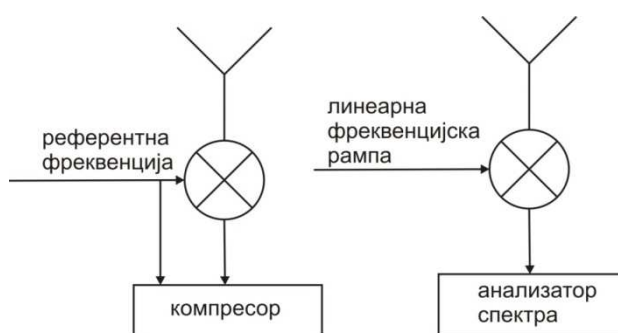 референтна
фреквенција
компресор
линеарна
фреквенцијска
рампа
анализатор
спектра